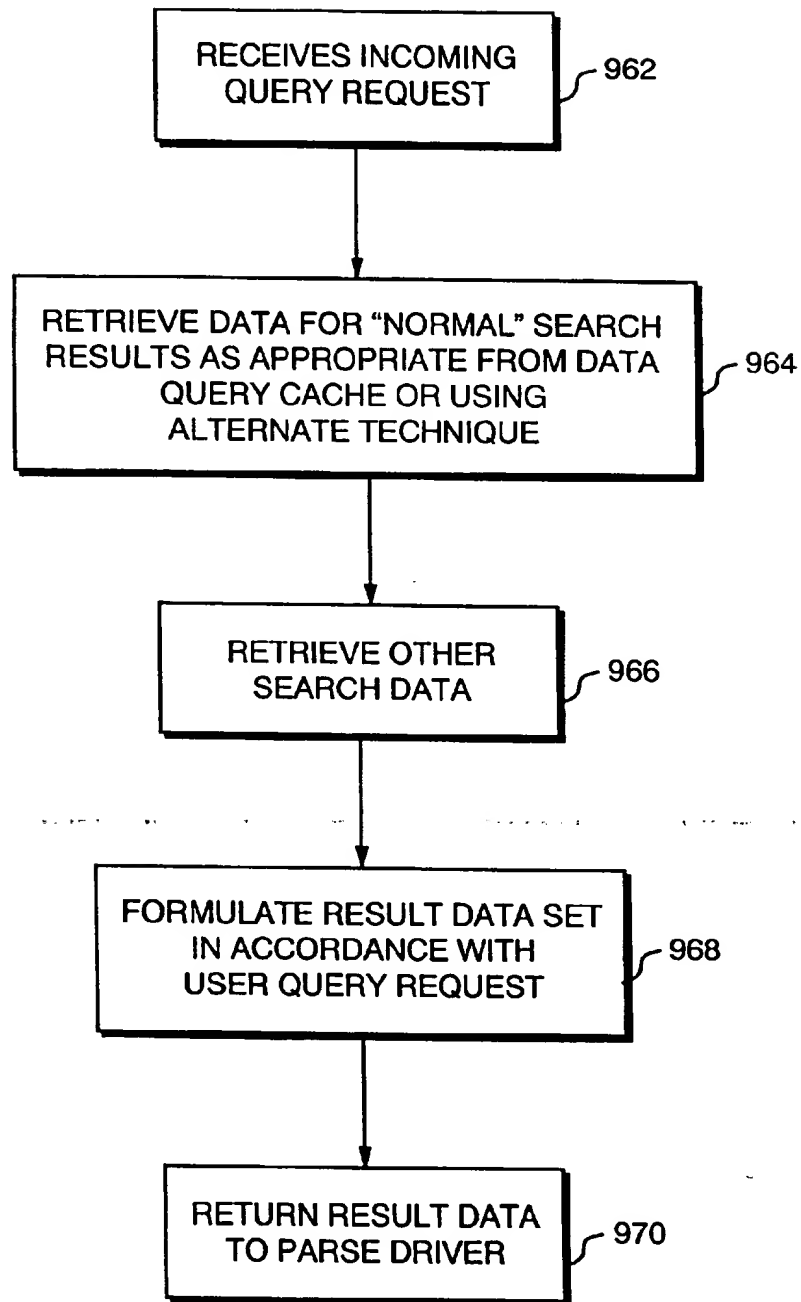 RECEIVES INCOMING
QUERY REQUEST
962
RETRIEVE DATA FOR “NORMAL” SEARCH
RESULTS AS APPROPRIATE FROM DATA
QUERY CACHE OR USING
ALTERNATE TECHNIQUE
964
RETRIEVE OTHER
SEARCH DATA
966
FORMULATE RESULT DATA SET
IN ACCORDANCE WITH
USER QUERY REQUEST
968
RETURN RESULT DATA
TO PARSE DRIVER
970